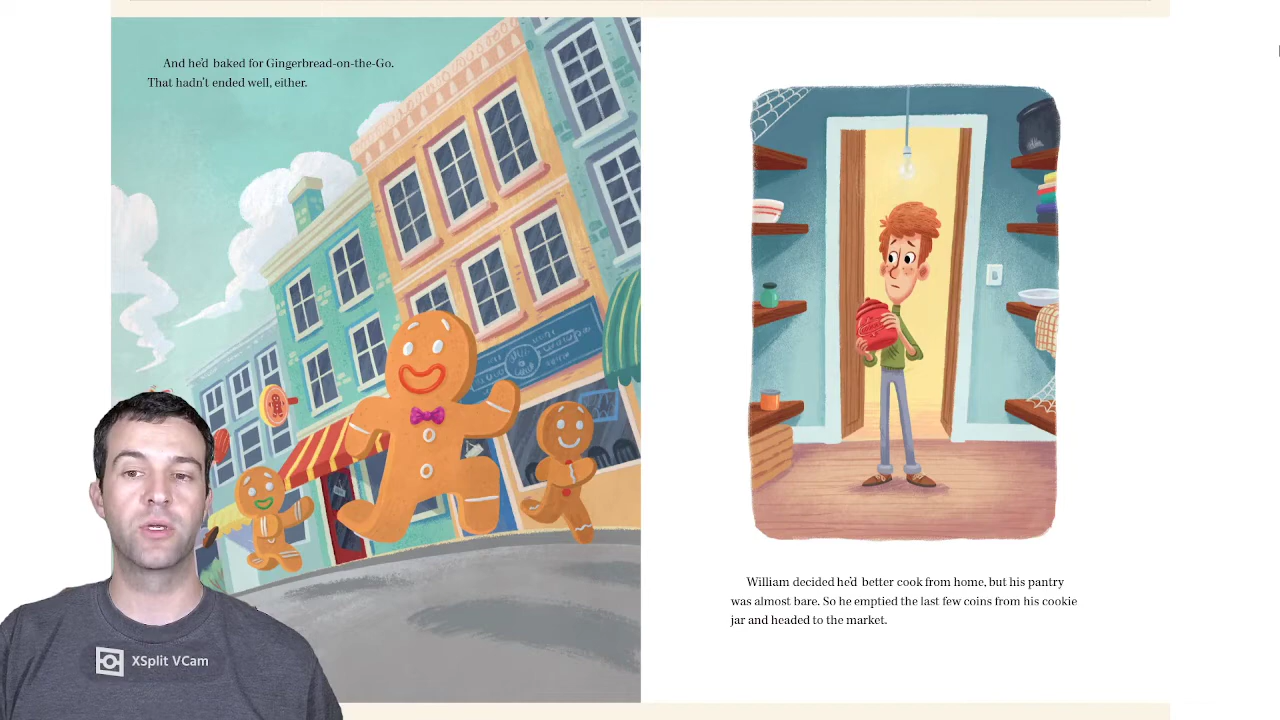 And he'd baked for Gingerbread-on-the-Go.
That hadn't ended well, either.
William decided he'd better cook from home, but his pantry
was almost bare. So he emptied the last few coins from his cookie
jar and headed to the market.
XSplit VCam